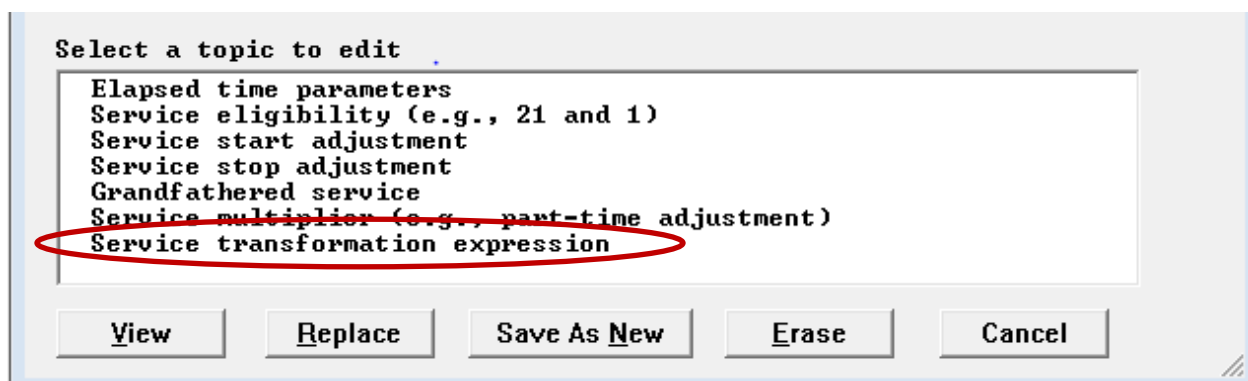 Select a topic to edit
Elapsed time parameters
Service eligibility (e.g., 21 and 1)
Service start adjustment
Service stop adjustment
Grandfathered service
Service multiplier (e.g., part-time adjustment)
Service transformation expression
View Replace Save As New Erase Cancel